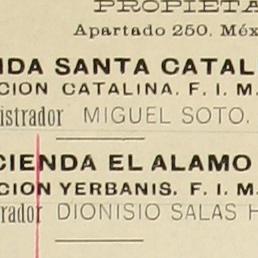 PROPIETA
Apartado 250, Méx
NDA SANTA CATAL
CION CATALINA. F. I. M.
istrador MIGUEL SOTO.
CIENDA EL ALAMO
CION YERBANIS. F. I. M.
rador DIONISIO SALAS H